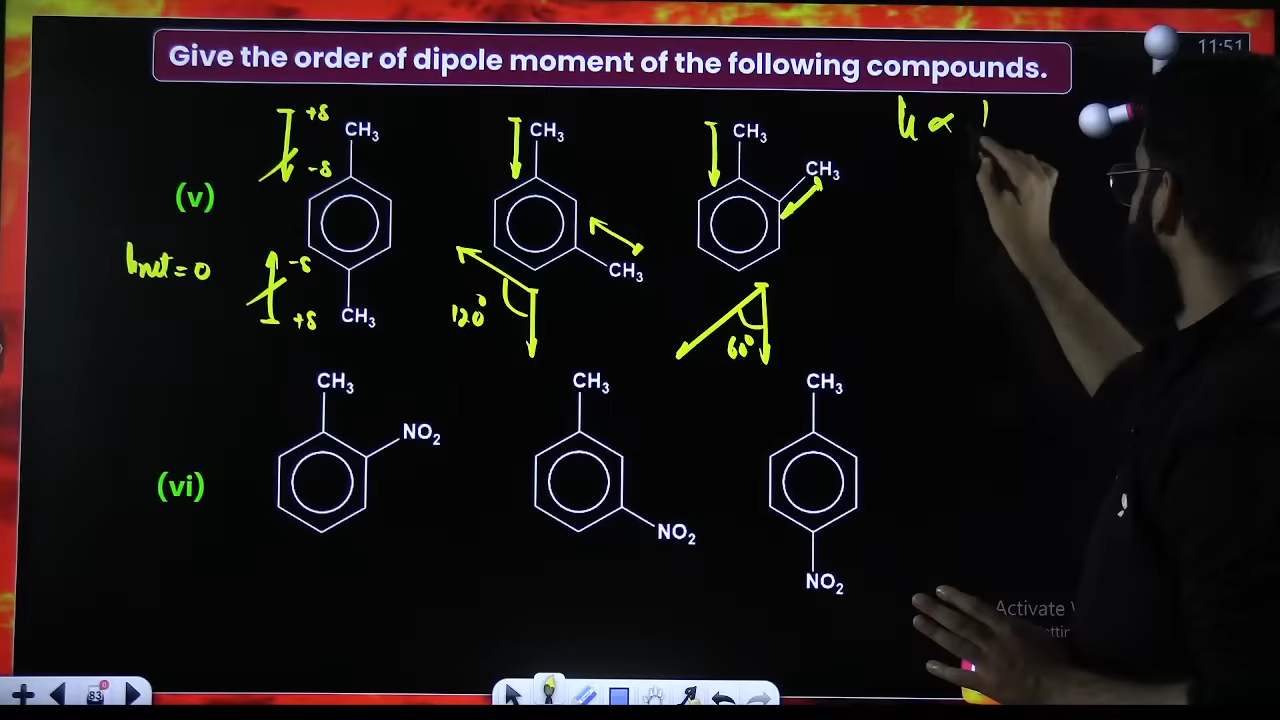 11:51
Give the order of dipole moment of the following compounds.
μ ∝
+δ
CH₃
CH₃
CH₃
CH₃
-δ
(v)
μnet = 0
-δ
CH₃
120°
+δ
CH₃
60°
CH₃
CH₃
CH₃
NO₂
(vi)
NO₂
NO₂
Activate
83